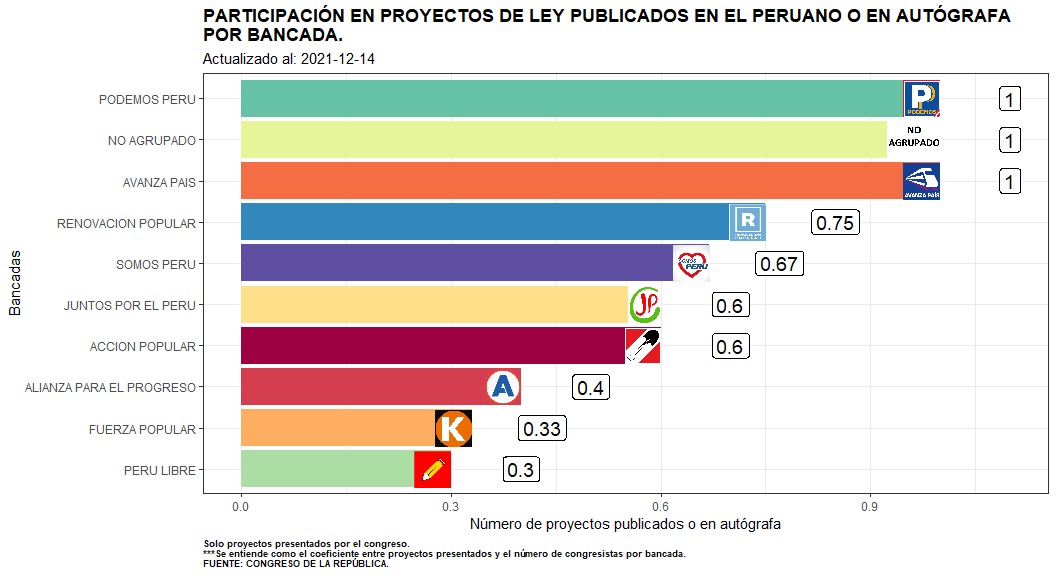 PARTICIPACIÓN EN PROYECTOS DE LEY PUBLICADOS EN EL PERUANO O EN AUTÓGRAFA
POR BANCADA.
Actualizado al: 2021-12-14
Bancadas
PODEMOS PERU
P
PODEMOS
1
NO AGRUPADO
NO
AGRUPADO
1
AVANZA PAIS
AVANZA PAÍS
1
RENOVACION POPULAR
R
0.75
SOMOS PERU
SOMOS
PERU
0.67
JUNTOS POR EL PERU
JP
0.6
ACCION POPULAR
0.6
ALIANZA PARA EL PROGRESO
A
0.4
FUERZA POPULAR
K
0.33
PERU LIBRE
0.3
0.0 0.3 0.6 0.9
Número de proyectos publicados o en autógrafa
Solo proyectos presentados por el congreso.
***Se entiende como el coeficiente entre proyectos presentados y el número de congresistas por bancada.
FUENTE: CONGRESO DE LA REPÚBLICA.